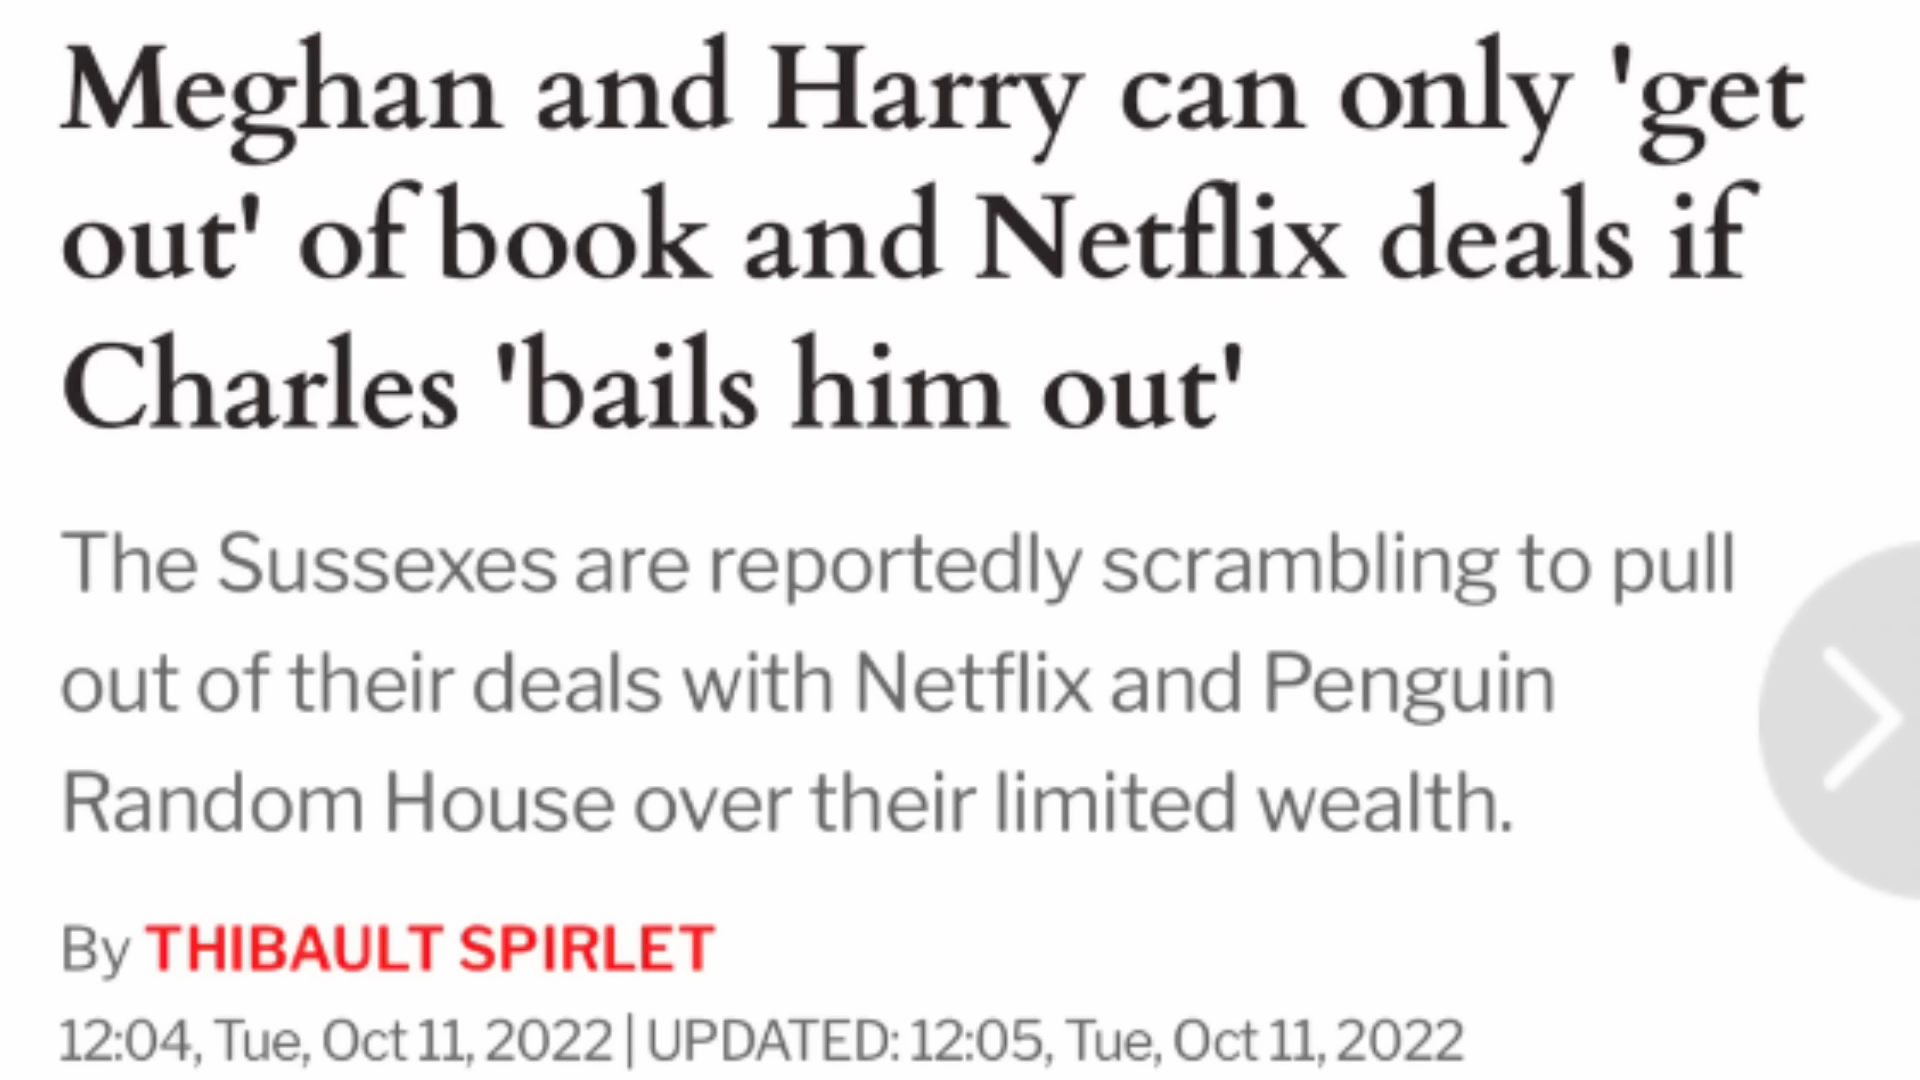 Meghan and Harry can only 'get
out' of book and Netflix deals if
Charles 'bails him out'
The Sussexes are reportedly scrambling to pull
out of their deals with Netflix and Penguin
Random House over their limited wealth.
By THIBAULT SPIRLET
12:04, Tue, Oct 11, 2022 | UPDATED: 12:05, Tue, Oct 11, 2022